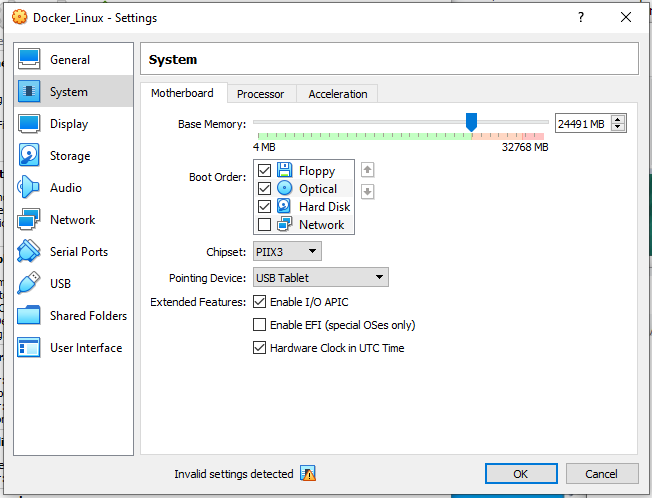 Docker_Linux - Settings
?
General
System
Display
Storage
Audio
Network
Serial Ports
USB
Shared Folders
User Interface
System
Motherboard Processor Acceleration
Base Memory: 24491 MB
4 MB 32768 MB
Boot Order: Floppy
Optical
Hard Disk
Network
Chipset: PIIX3
Pointing Device: USB Tablet
Extended Features: Enable I/O APIC
Enable EFI (special OSes only)
Hardware Clock in UTC Time
Invalid settings detected OK Cancel